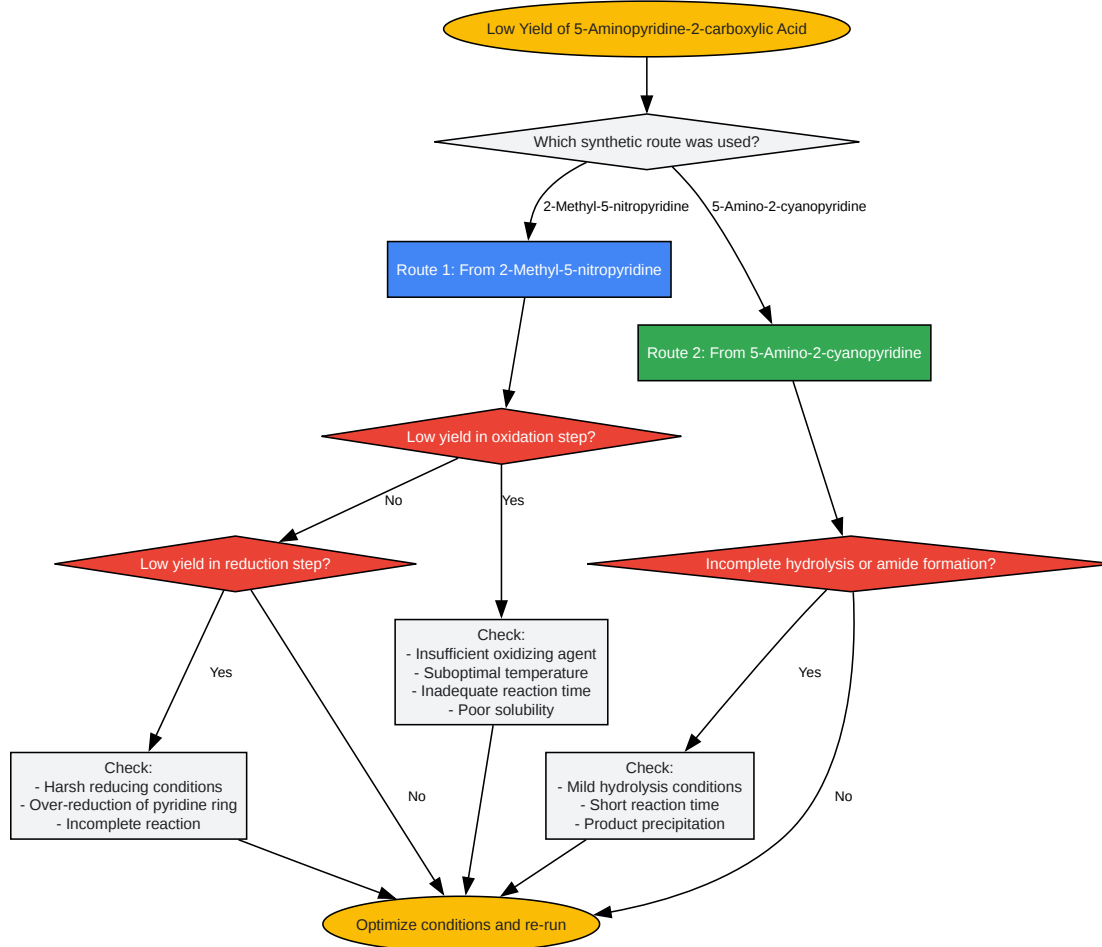 Low Yield of 5-Aminopyridine-2-carboxylic Acid
Which synthetic route was used?
2-Methyl-5-nitropyridine
5-Amino-2-cyanopyridine
Route 1: From 2-Methyl-5-nitropyridine
Route 2: From 5-Amino-2-cyanopyridine
Low yield in oxidation step?
No
Yes
Low yield in reduction step?
Incomplete hydrolysis or amide formation?
Check:
- Insufficient oxidizing agent
- Suboptimal temperature
- Inadequate reaction time
- Poor solubility
Yes
Yes
Check:
- Harsh reducing conditions
- Over-reduction of pyridine ring
- Incomplete reaction
No
Check:
- Mild hydrolysis conditions
- Short reaction time
- Product precipitation
No
Optimize conditions and re-run